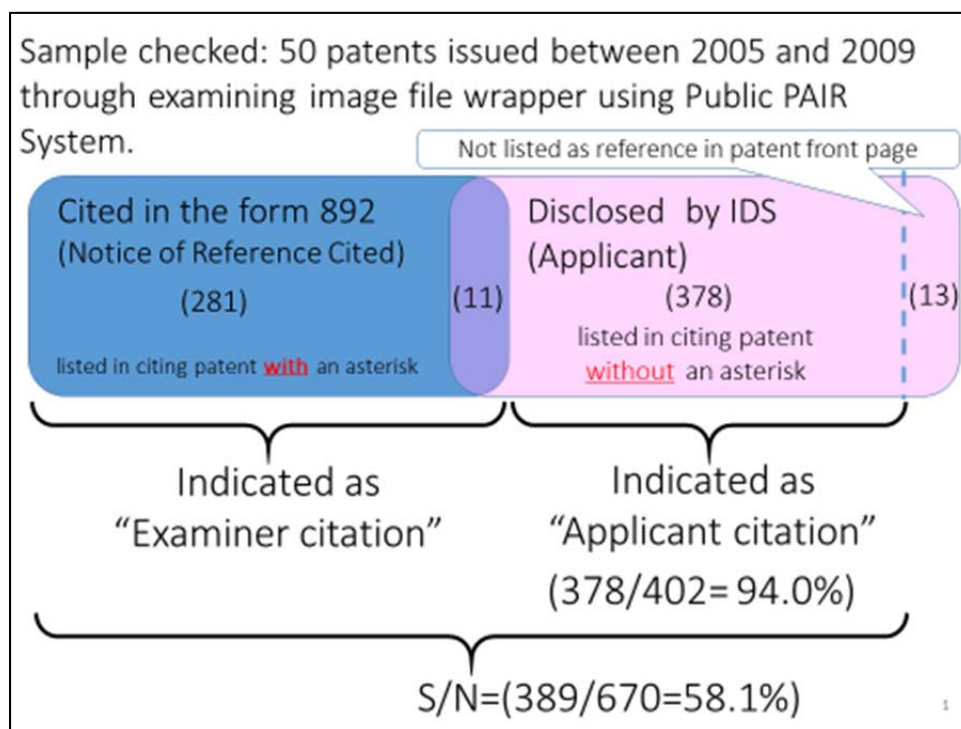 Sample checked: 50 patents issued between 2005 and 2009
through examining image file wrapper using Public PAIR
System.
Not listed as reference in patent front page
Cited in the form 892
(Notice of Reference Cited)
(281)
listed in citing patent with an asterisk
(11)
Disclosed by IDS
(Applicant)
(378)
listed in citing patent
without an asterisk
(13)
Indicated as
“Examiner citation”
Indicated as
“Applicant citation”
(378/402= 94.0%)
S/N=(389/670=58.1%)
1